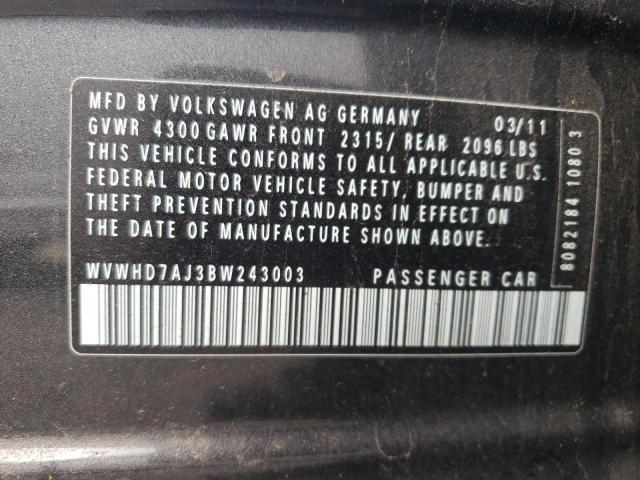 MFD BY VOLKSWAGEN AG GERMANY 03/11
GVWR 4300 GAWR FRONT 2315/ REAR 2096 LBS
THIS VEHICLE CONFORMS TO ALL APPLICABLE U.S.
FEDERAL MOTOR VEHICLE SAFETY, BUMPER AND
THEFT PREVENTION STANDARDS IN EFFECT ON
THE DATE OF MANUFACTURE SHOWN ABOVE.
WVWHD7AJ3BW243003 PASSENGER CAR
8082184 1080 3